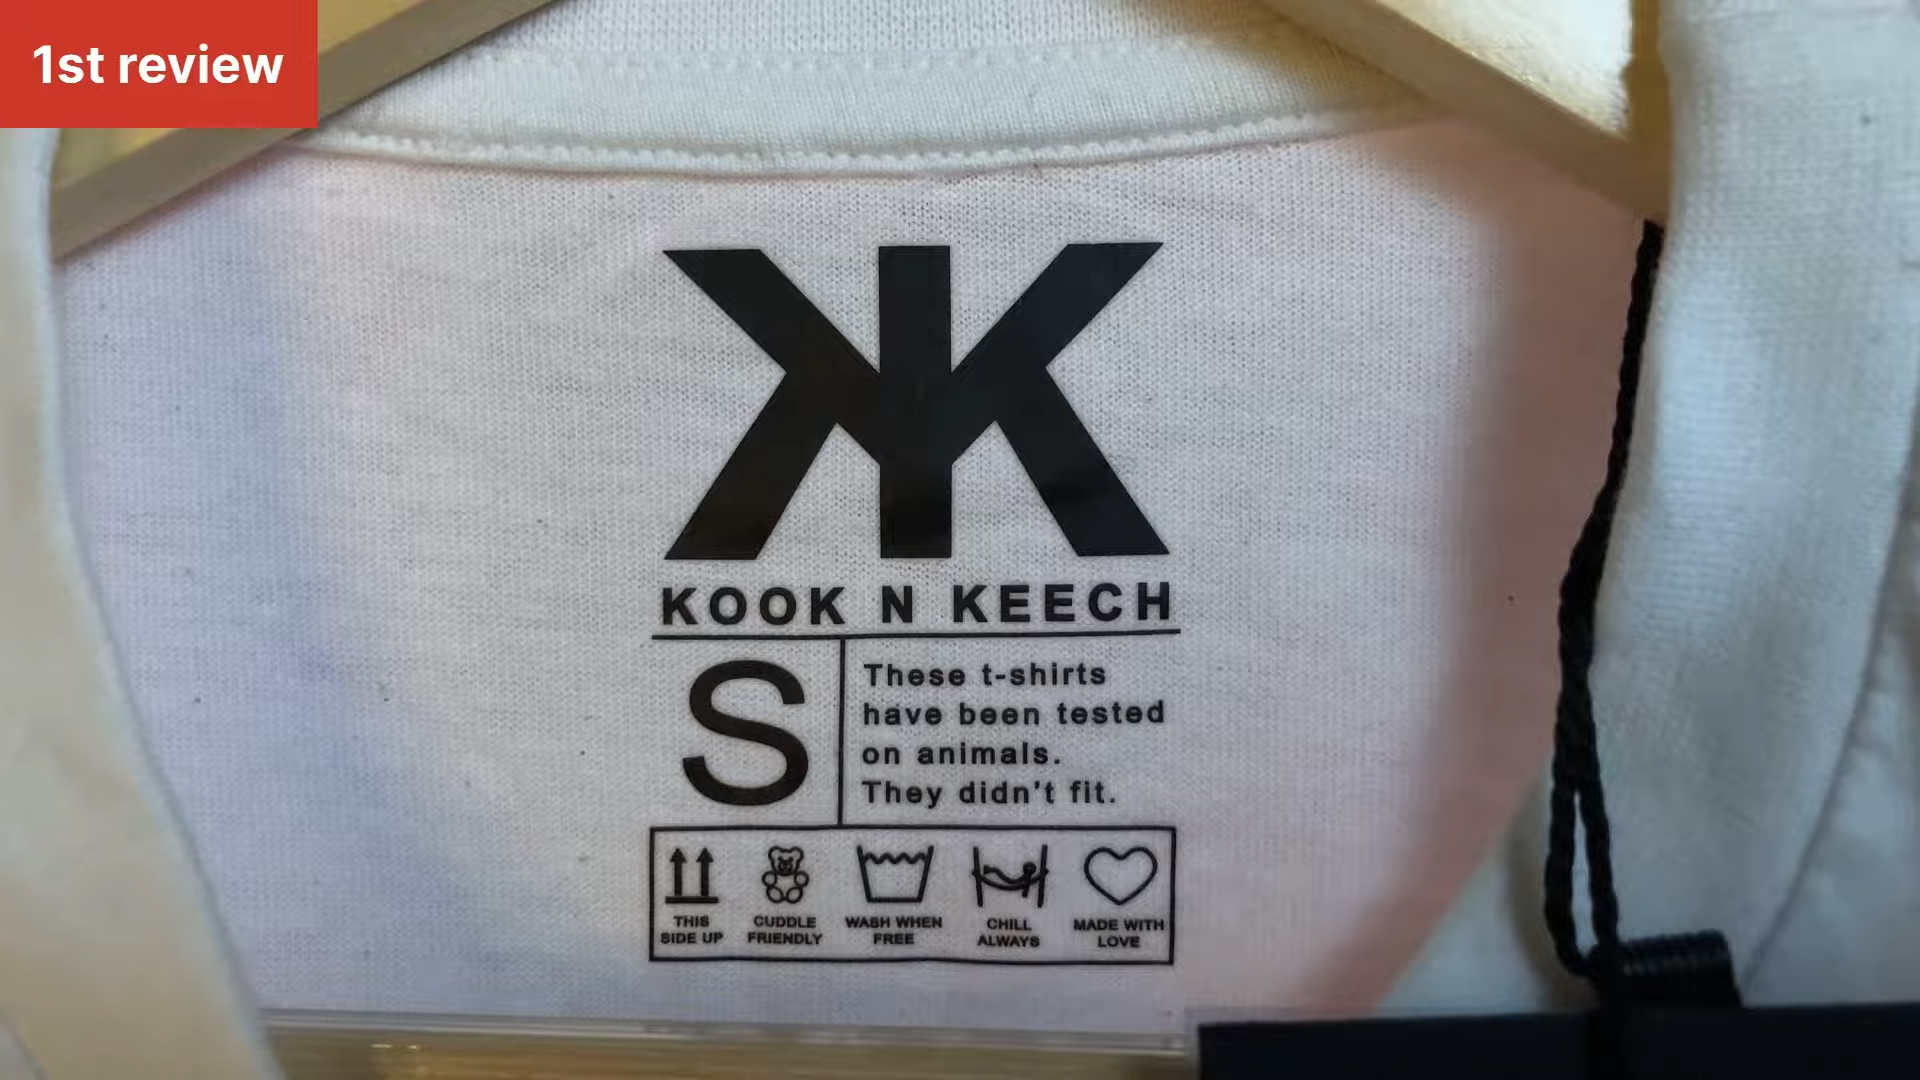 1st review
KOOK N KEECH
S
These t-shirts
have been tested
on animals.
They didn't fit.
THIS
SIDE UP
CUDDLE
FRIENDLY
WASH WHEN
FREE
CHILL
ALWAYS
MADE WITH
LOVE